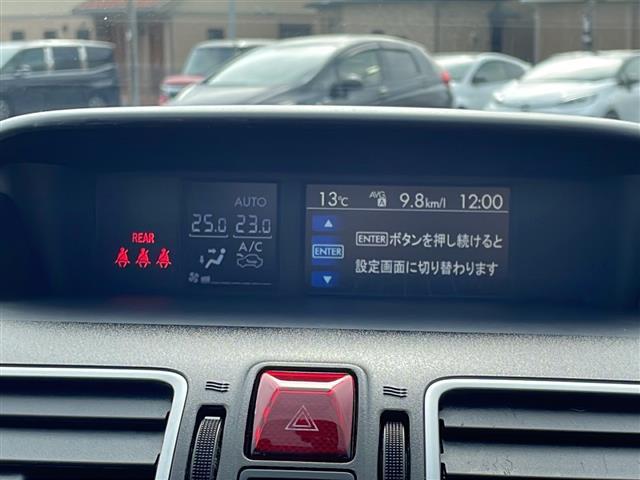 REAR
AUTO
25.0 23.0
A/C
13℃ AVG A 9.8km/l 12:00
ENTER
ENTER ボタンを押し続けると
設定画面に切り替わります